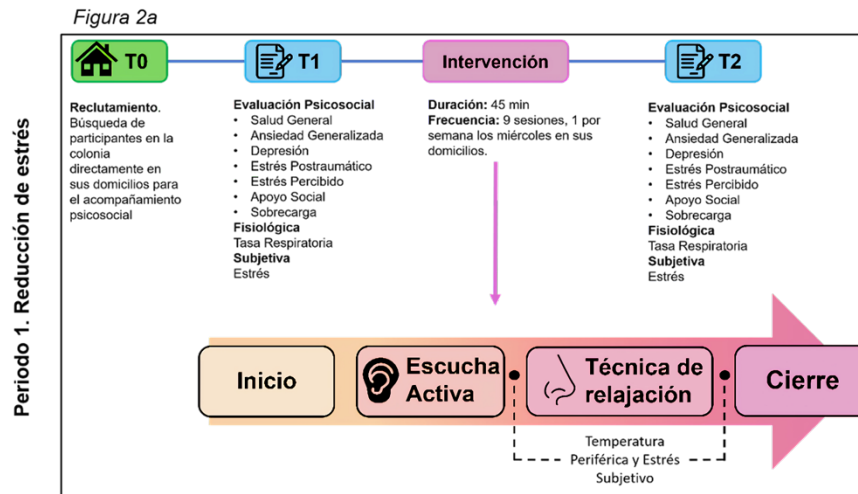 Figura 2a
Periodo 1. Reducción de estrés
T0
T1
Intervención
T2
Reclutamiento.
Búsqueda de
participantes en la
colonia
directamente en
sus domicilios para
el acompañamiento
psicosocial
Evaluación Psicosocial
• Salud General
• Ansiedad Generalizada
• Depresión
• Estrés Postraumático
• Estrés Percibido
• Apoyo Social
• Sobrecarga
Fisiológica
Tasa Respiratoria
Subjetiva
Estrés
Duración: 45 min
Frecuencia: 9 sesiones, 1 por
semana los miércoles en sus
domicilios.
Evaluación Psicosocial
• Salud General
• Ansiedad Generalizada
• Depresión
• Estrés Postraumático
• Estrés Percibido
• Apoyo Social
• Sobrecarga
Fisiológica
Tasa Respiratoria
Subjetiva
Estrés
Inicio
Escucha
Activa
Técnica de
relajación
Cierre
Temperatura
Periférica y Estrés
Subjetivo